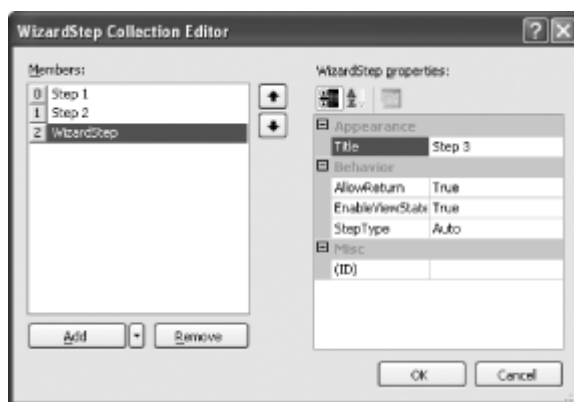 WizardStep Collection Editor
Members:
0 Step 1
1 Step 2
2 WizardStep
Add
Remove
WizardStep properties:
Appearance
Title Step 3
Behavior
AllowReturn True
EnableViewState True
StepType Auto
Misc
(ID)
OK
Cancel